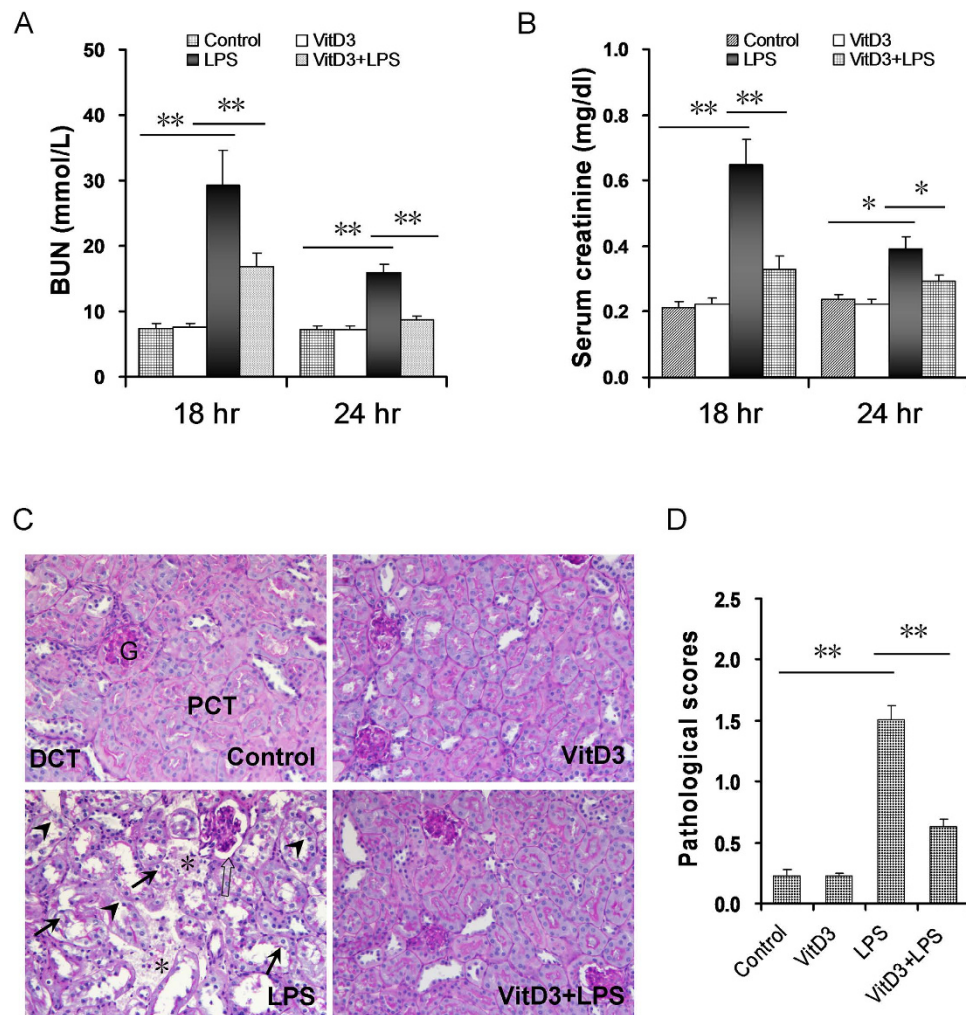 A
Control VitD3
LPS VitD3+LPS
50
40
30
20
10
0
BUN (mmol/L)
** **
** **
18 hr 24 hr
B
Control VitD3
LPS VitD3+LPS
1.0
0.8
0.6
0.4
0.2
0.0
Serum creatinine (mg/dl)
** **
* *
18 hr 24 hr
C
G
PCT
DCT
Control
VitD3
*
*
LPS
VitD3+LPS
D
2.5
2.0
1.5
1.0
0.5
0.0
Pathological scores
** **
Control
VitD3
LPS
VitD3+LPS